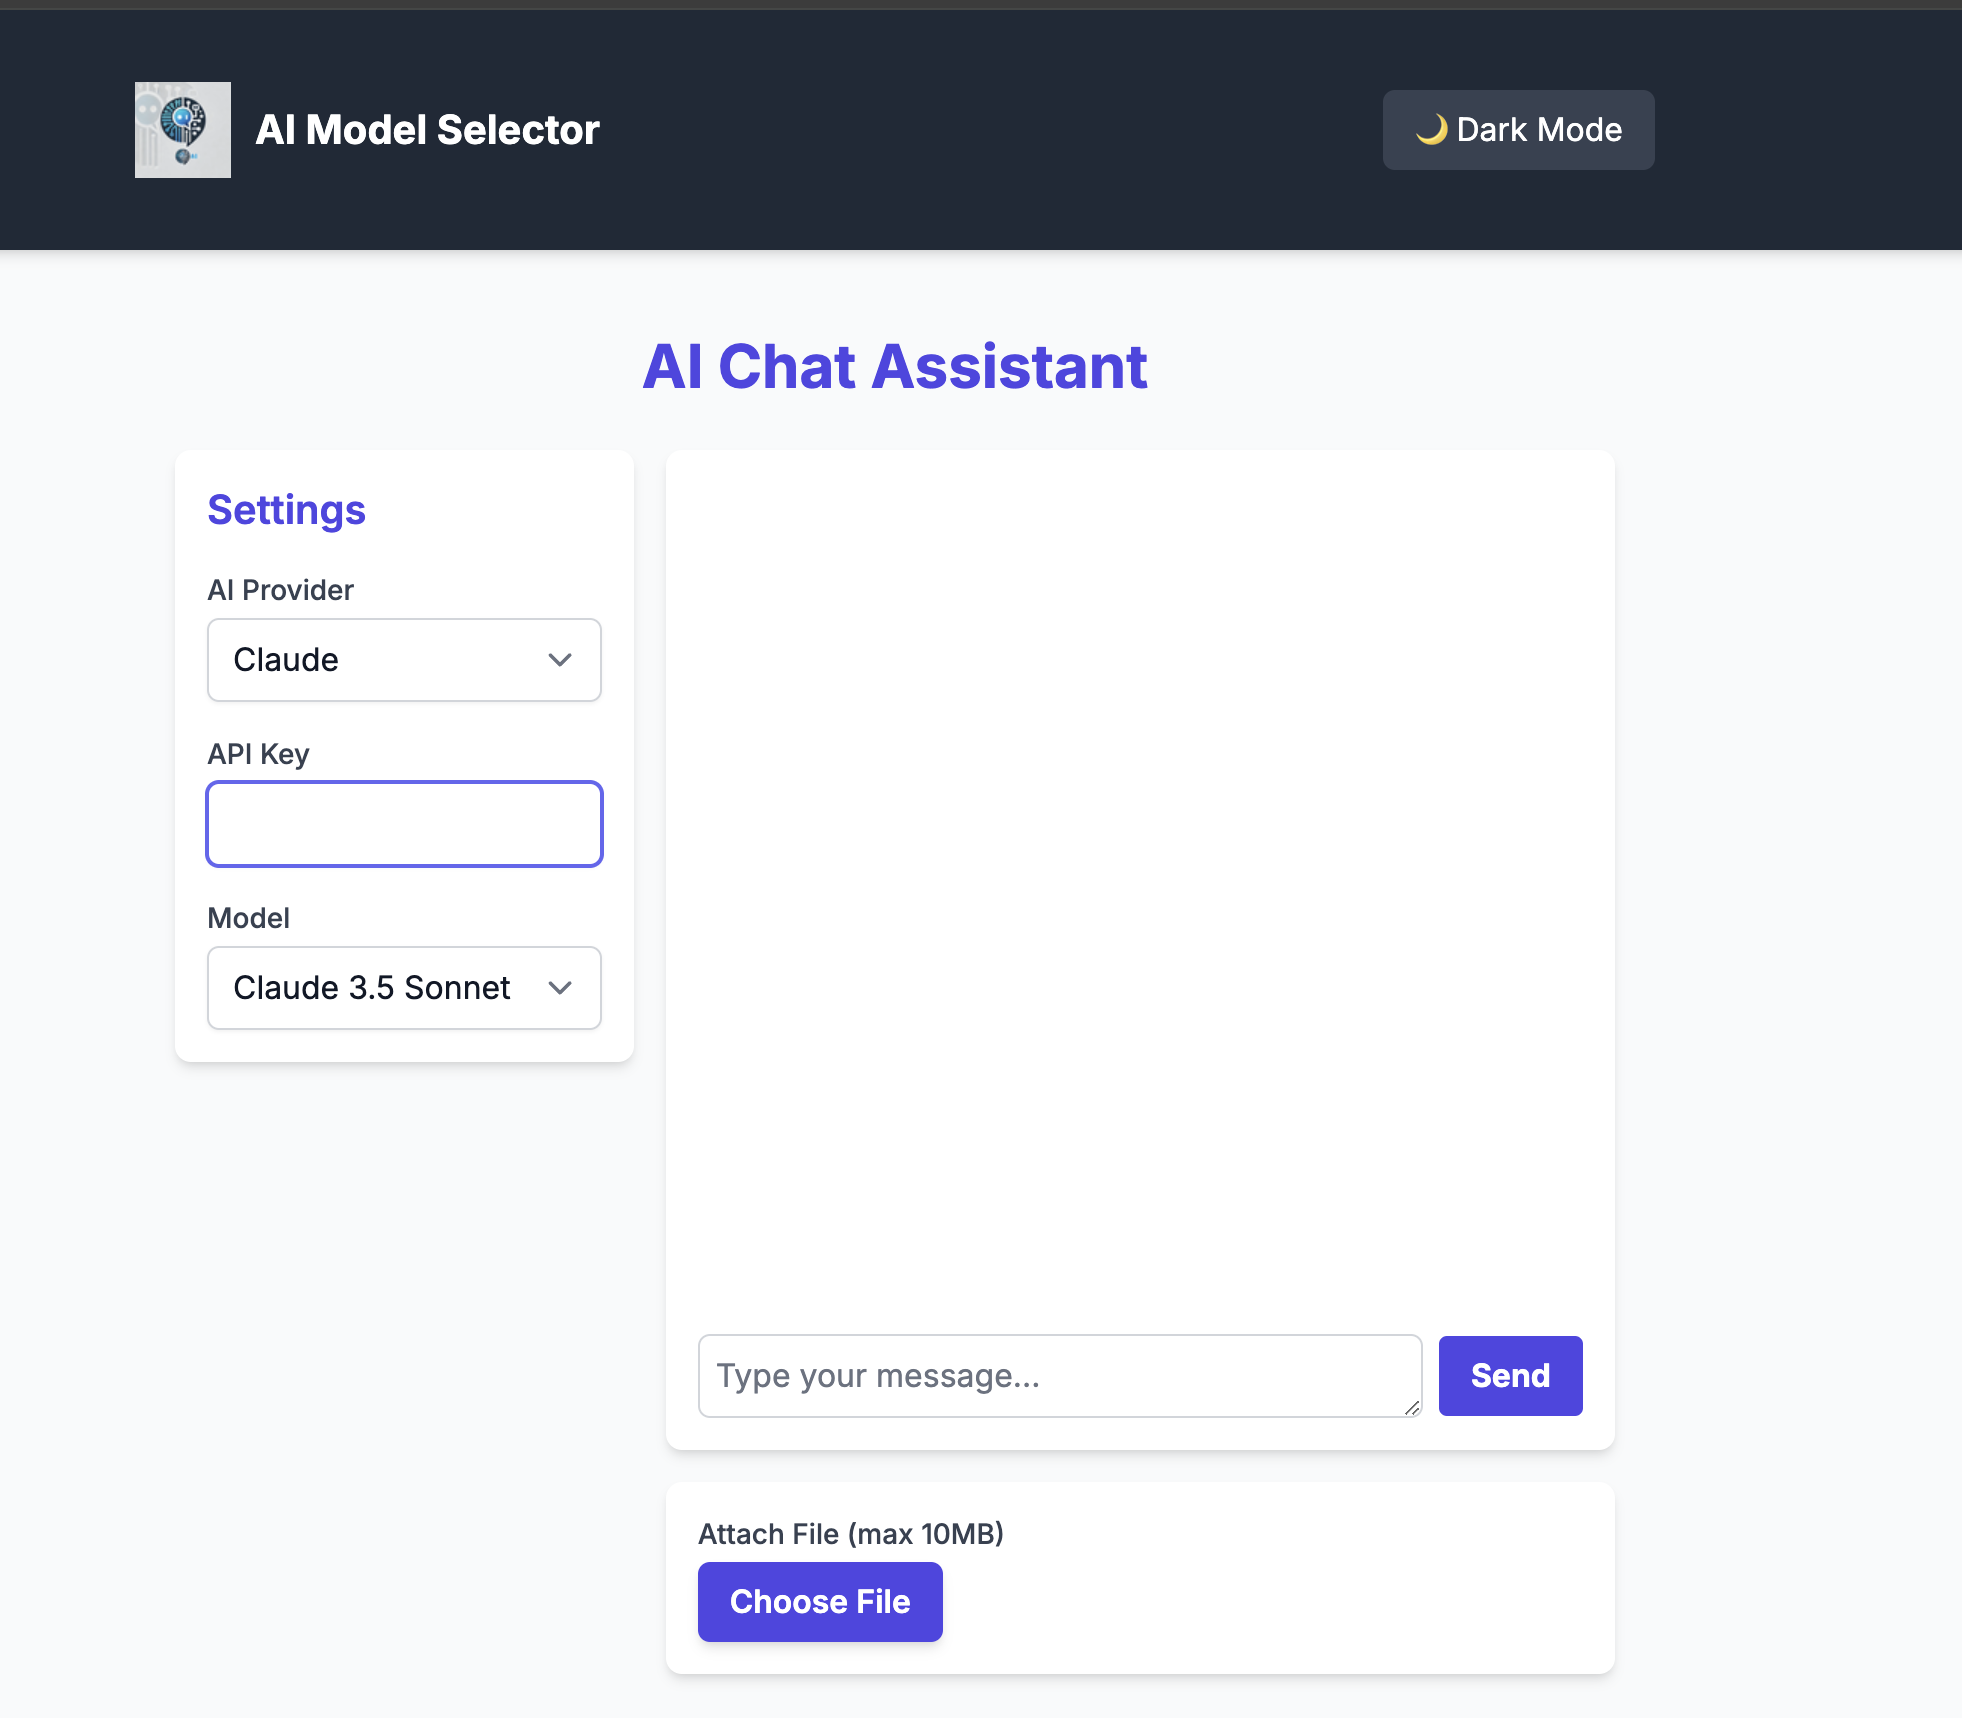 AI Model Selector
🌙 Dark Mode
AI Chat Assistant
Settings
AI Provider
Claude
API Key
Model
Claude 3.5 Sonnet
Type your message...
Send
Attach File (max 10MB)
Choose File